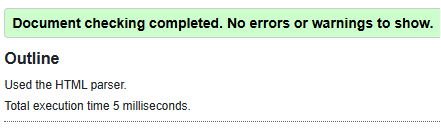 Document checking completed. No errors or warnings to show.
Outline
Used the HTML parser.
Total execution time 5 milliseconds.